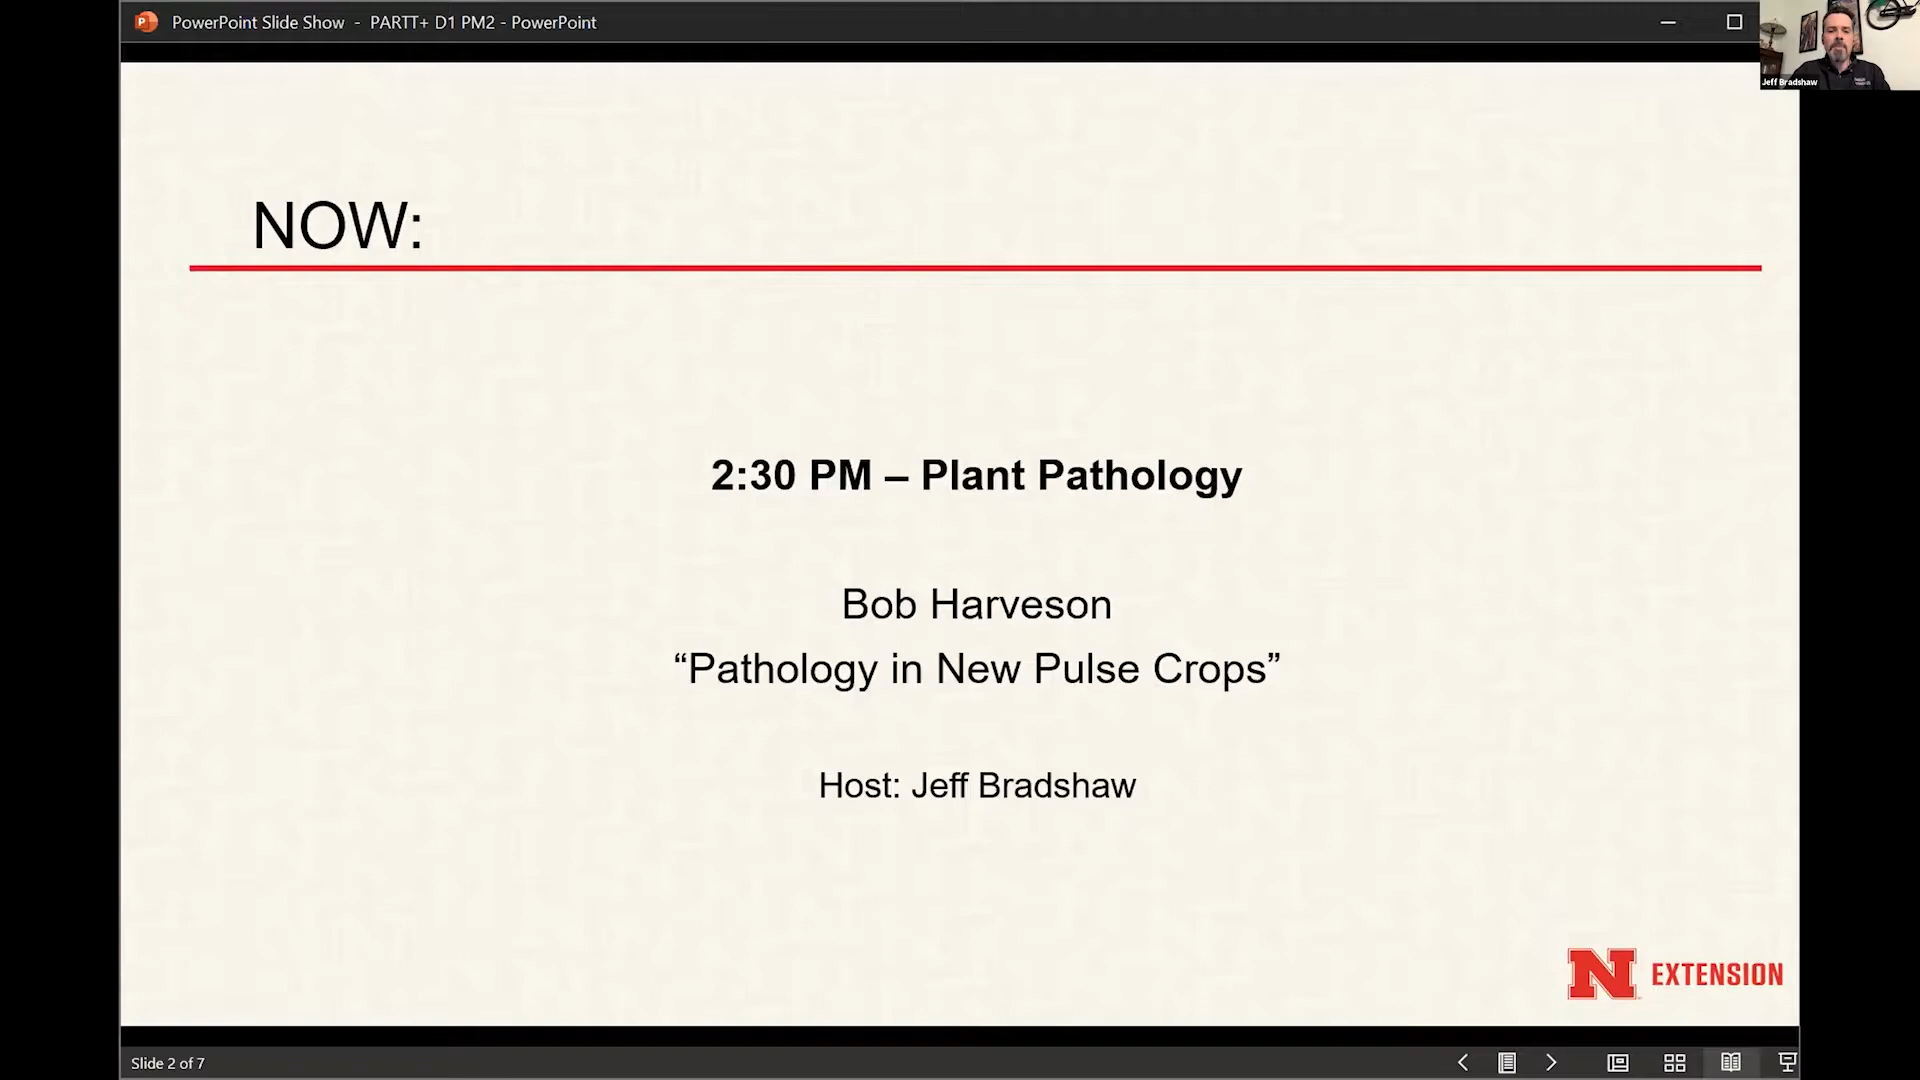 PowerPoint Slide Show - PARTT+ D1 PM2 - PowerPoint
Jeff Bradshaw
NOW:
2:30 PM – Plant Pathology
Bob Harveson
“Pathology in New Pulse Crops”
Host: Jeff Bradshaw
N EXTENSION
Slide 2 of 7